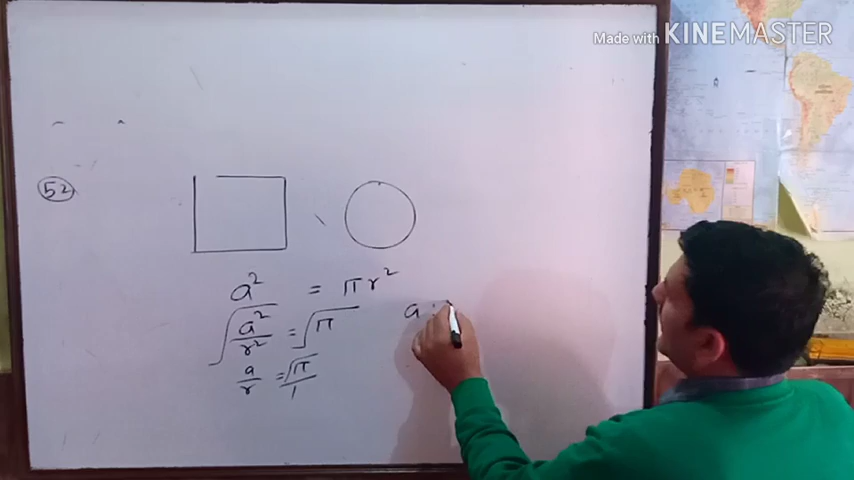 Made with KINEMASTER
52
a² = πr²
√a²/r² = √π
a/r = √π/1
a :